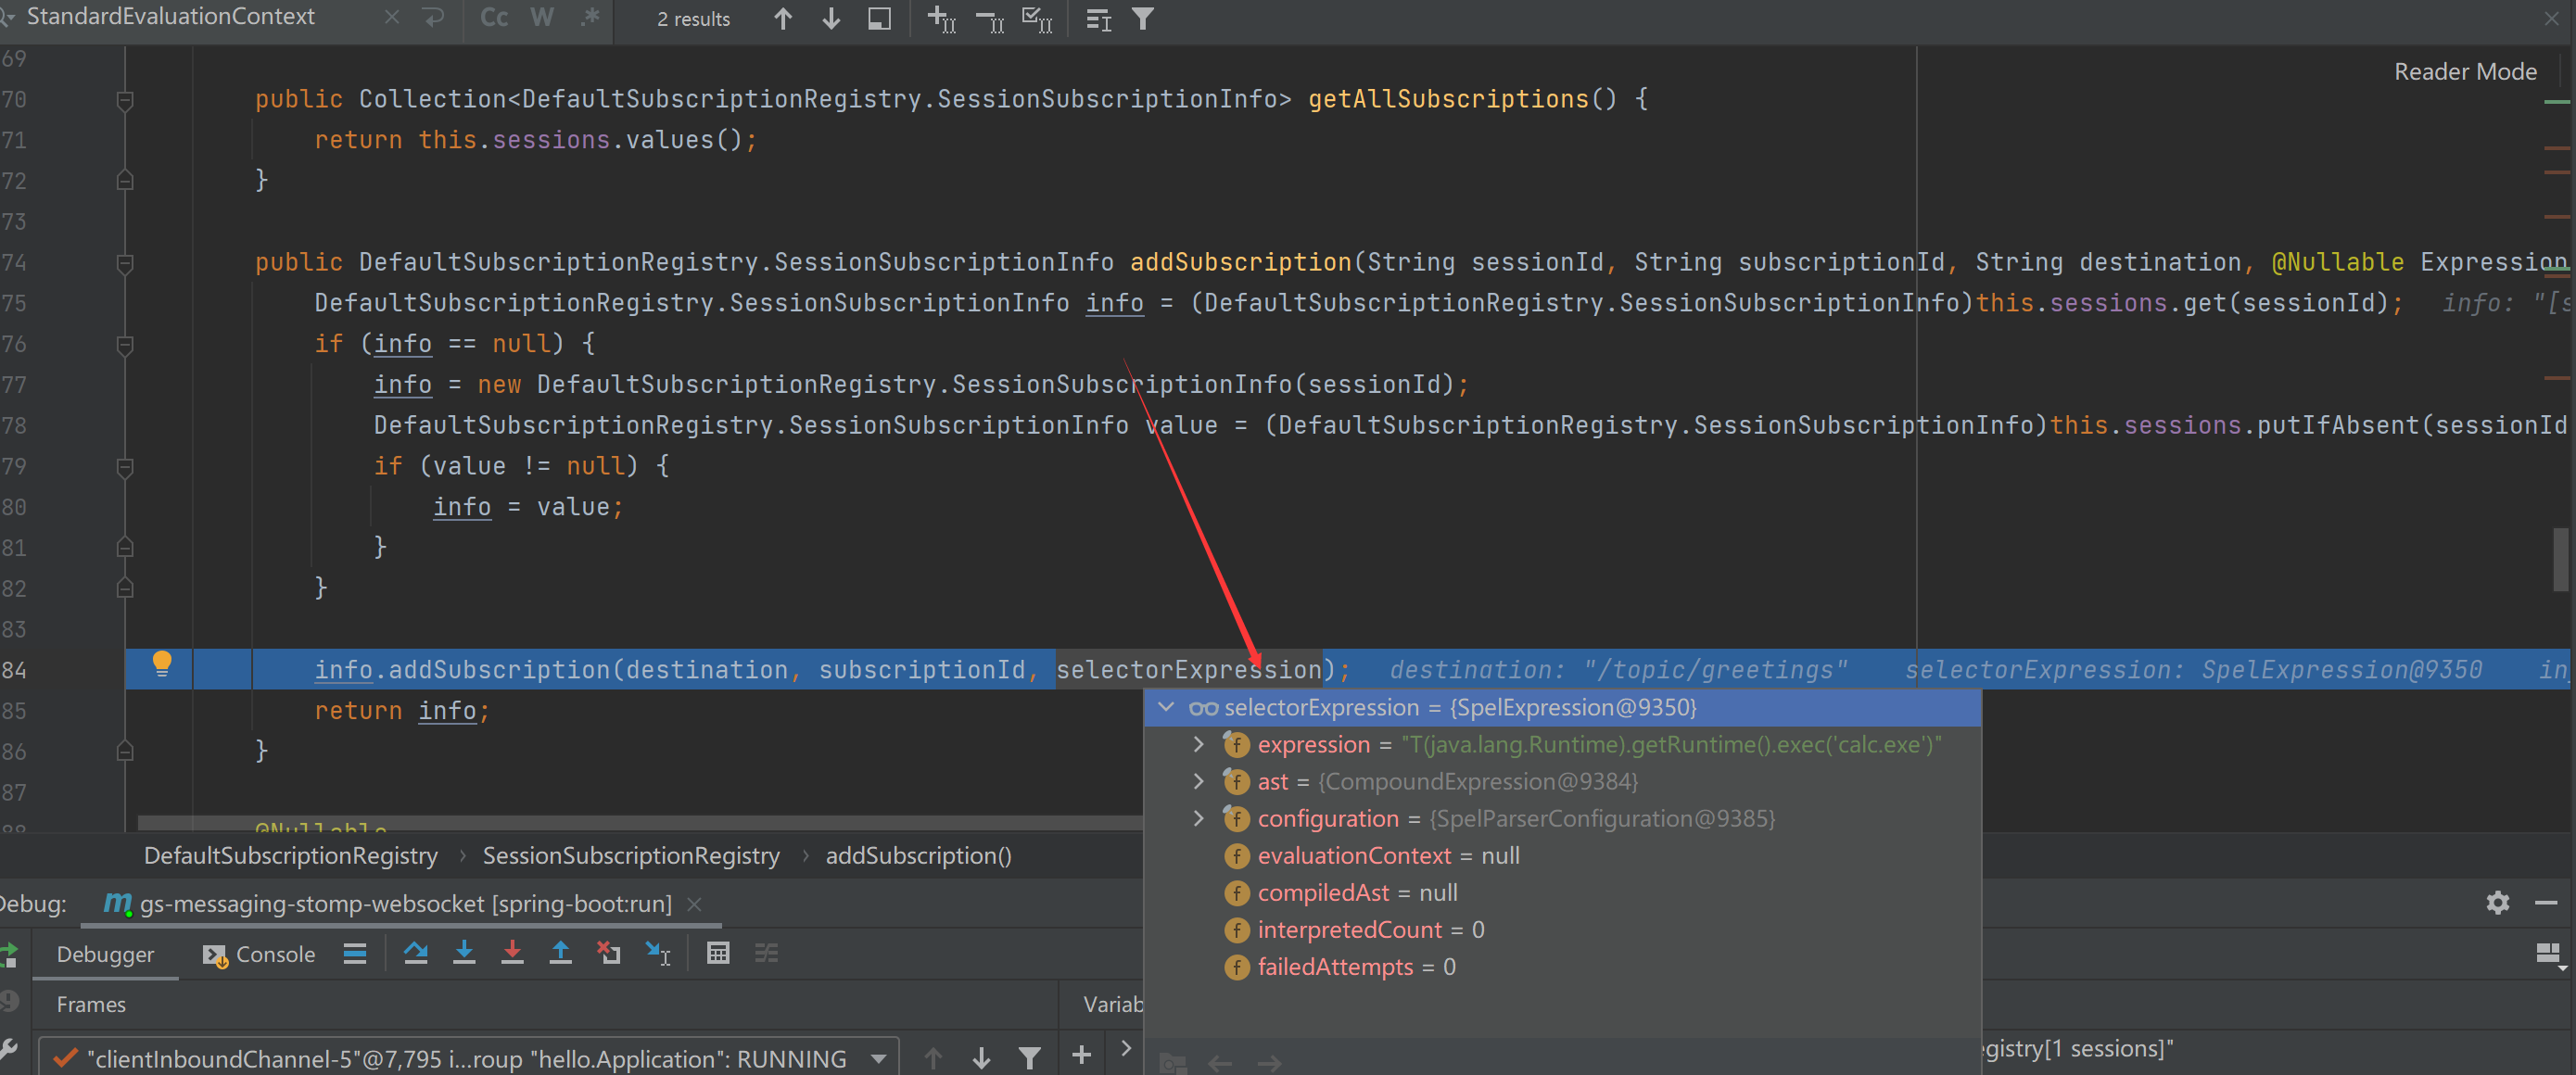 StandardEvaluationContext Cc W .* 2 results
69 Reader Mode
70 public Collection<DefaultSubscriptionRegistry.SessionSubscriptionInfo> getAllSubscriptions() {
71 return this.sessions.values();
72 }
73
74 public DefaultSubscriptionRegistry.SessionSubscriptionInfo addSubscription(String sessionId, String subscriptionId, String destination, @Nullable Expression
75 DefaultSubscriptionRegistry.SessionSubscriptionInfo info = (DefaultSubscriptionRegistry.SessionSubscriptionInfo)this.sessions.get(sessionId); info: "[s
76 if (info == null) {
77 info = new DefaultSubscriptionRegistry.SessionSubscriptionInfo(sessionId);
78 DefaultSubscriptionRegistry.SessionSubscriptionInfo value = (DefaultSubscriptionRegistry.SessionSubscriptionInfo)this.sessions.putIfAbsent(sessionId
79 if (value != null) {
80 info = value;
81 }
82 }
83
84 info.addSubscription(destination, subscriptionId, selectorExpression); destination: "/topic/greetings" selectorExpression: SpelExpression@9350 in
85 return info;
86 }
87
88 @Nullable
selectorExpression = {SpelExpression@9350}
expression = "T(java.lang.Runtime).getRuntime().exec('calc.exe')"
ast = {CompoundExpression@9384}
configuration = {SpelParserConfiguration@9385}
evaluationContext = null
compiledAst = null
interpretedCount = 0
failedAttempts = 0
DefaultSubscriptionRegistry › SessionSubscriptionRegistry › addSubscription()
Debug: gs-messaging-stomp-websocket [spring-boot:run]
Debugger Console
Frames Variab
"clientInboundChannel-5"@7,795 i...roup "hello.Application": RUNNING
egistry[1 sessions]"